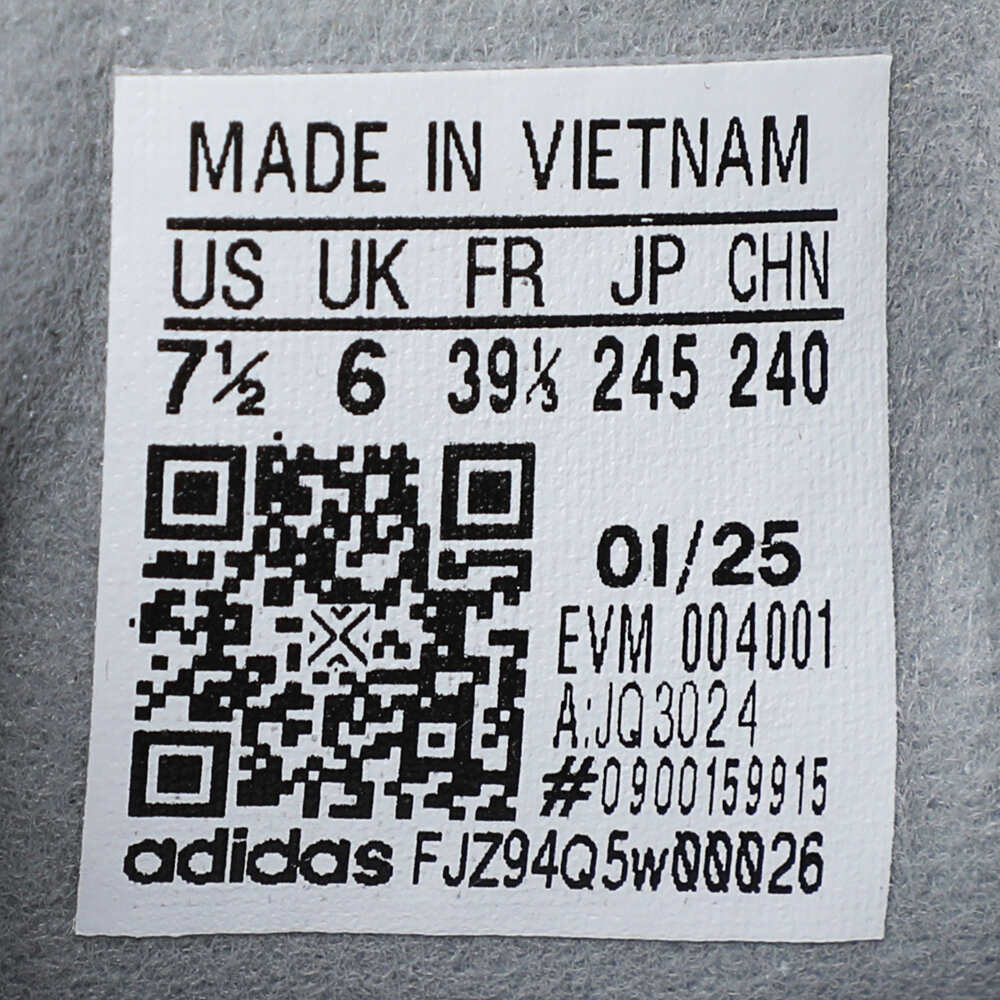 MADE IN VIETNAM
US UK FR JP CHN
7½ 6 39⅓ 245 240
01/25
EVM 004001
A:JQ3024
#0900159915
adidas FJZ94Q5w00026